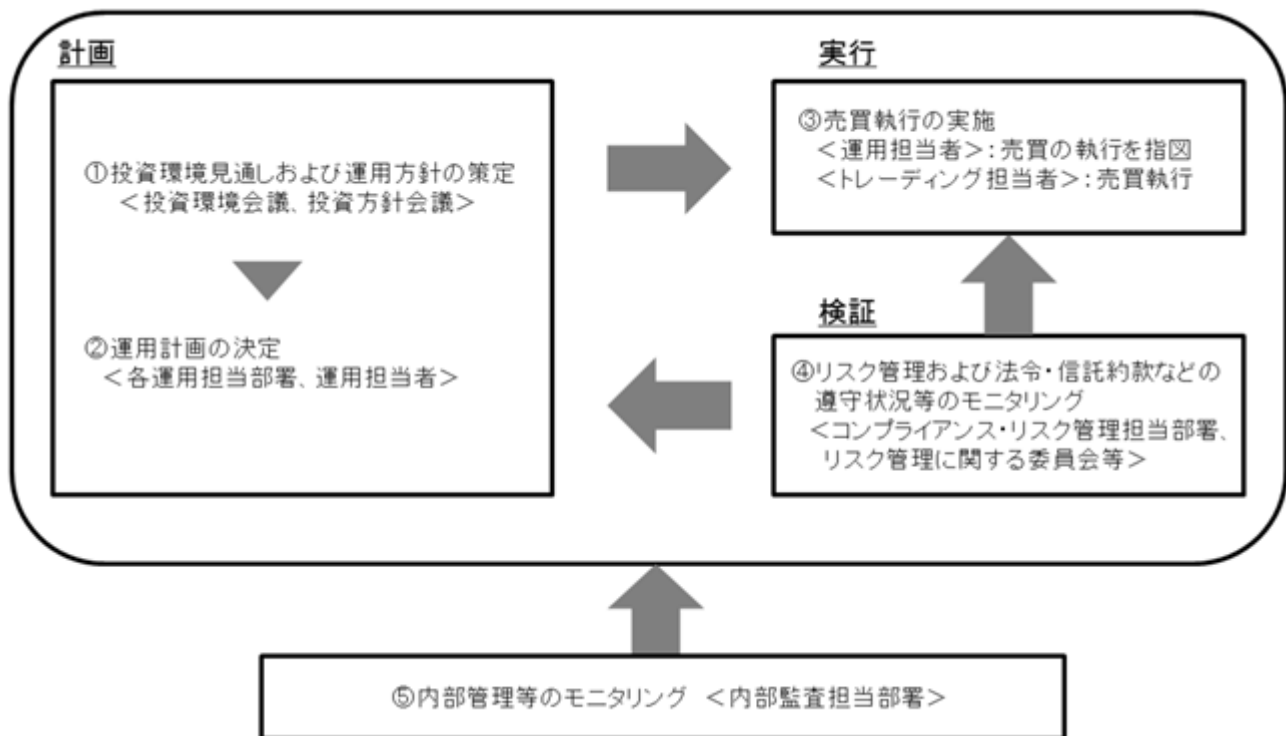 計画
①投資環境見通しおよび運用方針の策定
＜投資環境会議、投資方針会議＞
②運用計画の決定
＜各運用担当部署、運用担当者＞
実行
③売買執行の実施
＜運用担当者＞：売買の執行を指図
＜トレーディング担当者＞：売買執行
検証
④リスク管理および法令・信託約款などの
遵守状況等のモニタリング
＜コンプライアンス・リスク管理担当部署、
リスク管理に関する委員会等＞
⑤内部管理等のモニタリング ＜内部監査担当部署＞